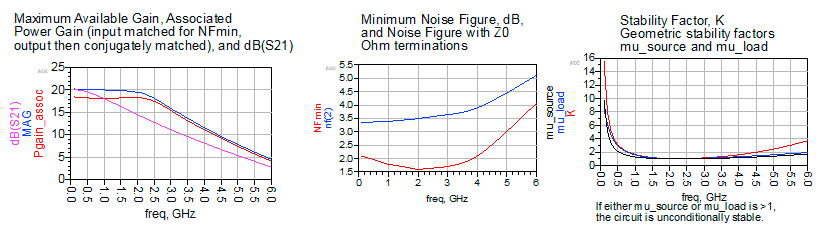 Maximum Available Gain, Associated
Power Gain (input matched for NFmin,
output then conjugately matched), and dB(S21)
ADS
dB(S21)
MAG
Pgain_assoc
25
20
15
10
5
0
0.0 0.5 1.0 1.5 2.0 2.5 3.0 3.5 4.0 4.5 5.0 5.5 6.0
freq, GHz
Minimum Noise Figure, dB,
and Noise Figure with Z0
Ohm terminations
ADS
NFmin
nf(2)
5.5
5.0
4.5
4.0
3.5
3.0
2.5
2.0
1.5
0 1 2 3 4 5 6
freq, GHz
Stability Factor, K
Geometric stability factors
mu_source and mu_load
ADS
mu_source
mu_load
K
16
14
12
10
8
6
4
2
0
0.0 0.5 1.0 1.5 2.0 2.5 3.0 3.5 4.0 4.5 5.0 5.5 6.0
freq, GHz
If either mu_source or mu_load is >1,
the circuit is unconditionally stable.